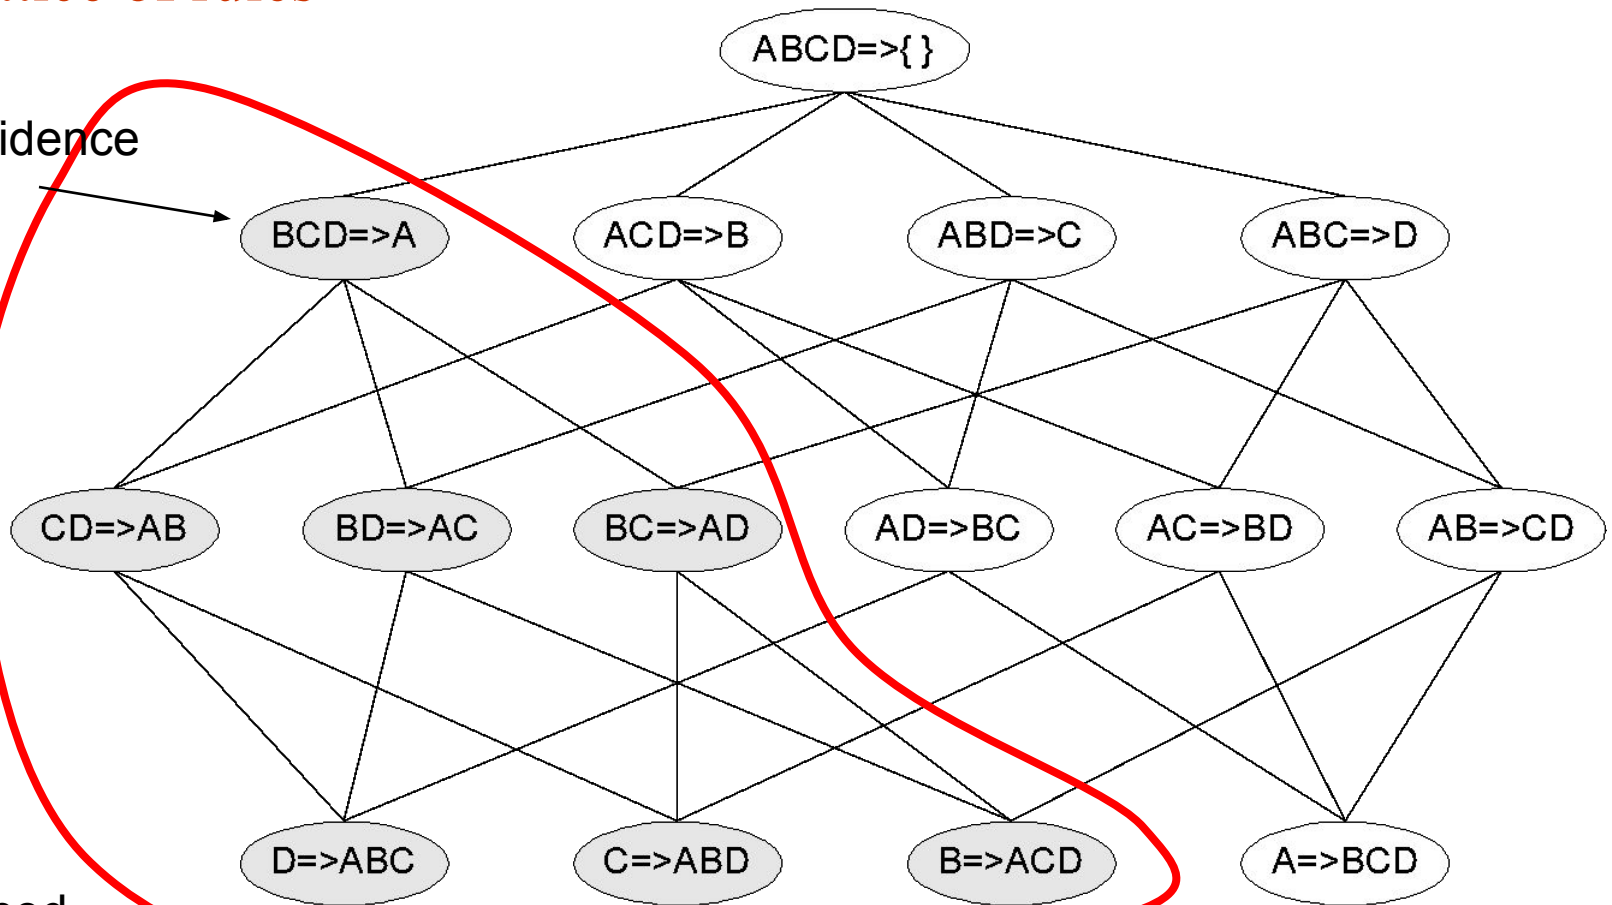 ABCD=>{ }
idence
BCD=>A
ACD=>B
ABD=>C
ABC=>D
CD=>AB
BD=>AC
BC=>AD
AD=>BC
AC=>BD
AB=>CD
D=>ABC
C=>ABD
B=>ACD
A=>BCD